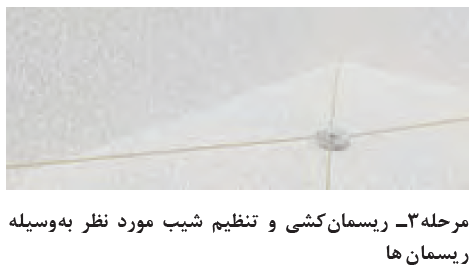 مرحله۳ـ ریسمان‌کشی و تنظیم شیب مورد نظر به‌وسیله
ریسمان ها